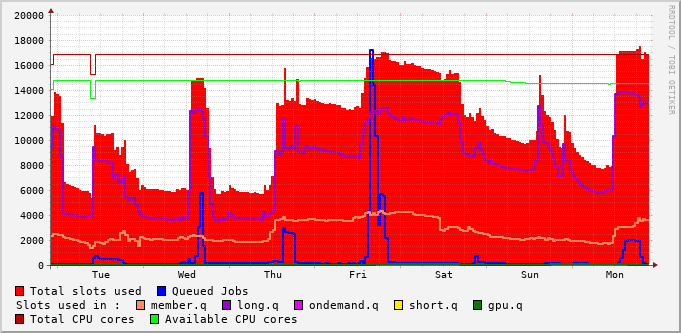 RRDTOOL / TOBI OETIKER
20000
18000
16000
14000
12000
10000
8000
6000
4000
2000
0
Tue Wed Thu Fri Sat Sun Mon
Total slots used Queued Jobs
Slots used in : member.q long.q ondemand.q short.q gpu.q
Total CPU cores Available CPU cores